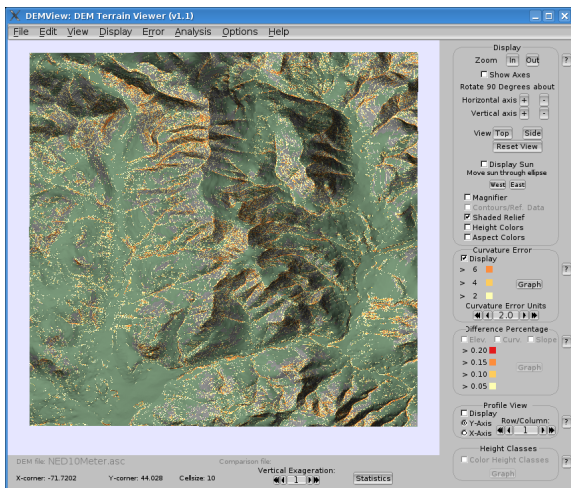 DEMView: DEM Terrain Viewer (v1.1)
File Edit View Display Error Analysis Options Help
Display
Zoom In Out ?
Show Axes
Rotate 90 Degrees about
Horizontal axis + -
Vertical axis + -
View Top Side
Reset View
Display Sun
Move sun through ellipse
West East
Magnifier
Contours/Ref. Data
Shaded Relief
Height Colors
Aspect Colors
Curvature Error
Display ?
> 6
> 4 Graph
> 2
Curvature Error Units
2.0
Difference Percentage
Elev. Curv. Slope ?
> 0.20
> 0.15
> 0.10 Graph
> 0.05
Profile View
Display
Y-Axis Row/Column: ?
X-Axis 1
Height Classes
Color Height Classes ?
Graph
DEM file: NED10Meter.asc Comparison file:
X-corner: -71.7202 Y-corner: 44.028 Cellsize: 10
Vertical Exaggeration:
1 Statistics